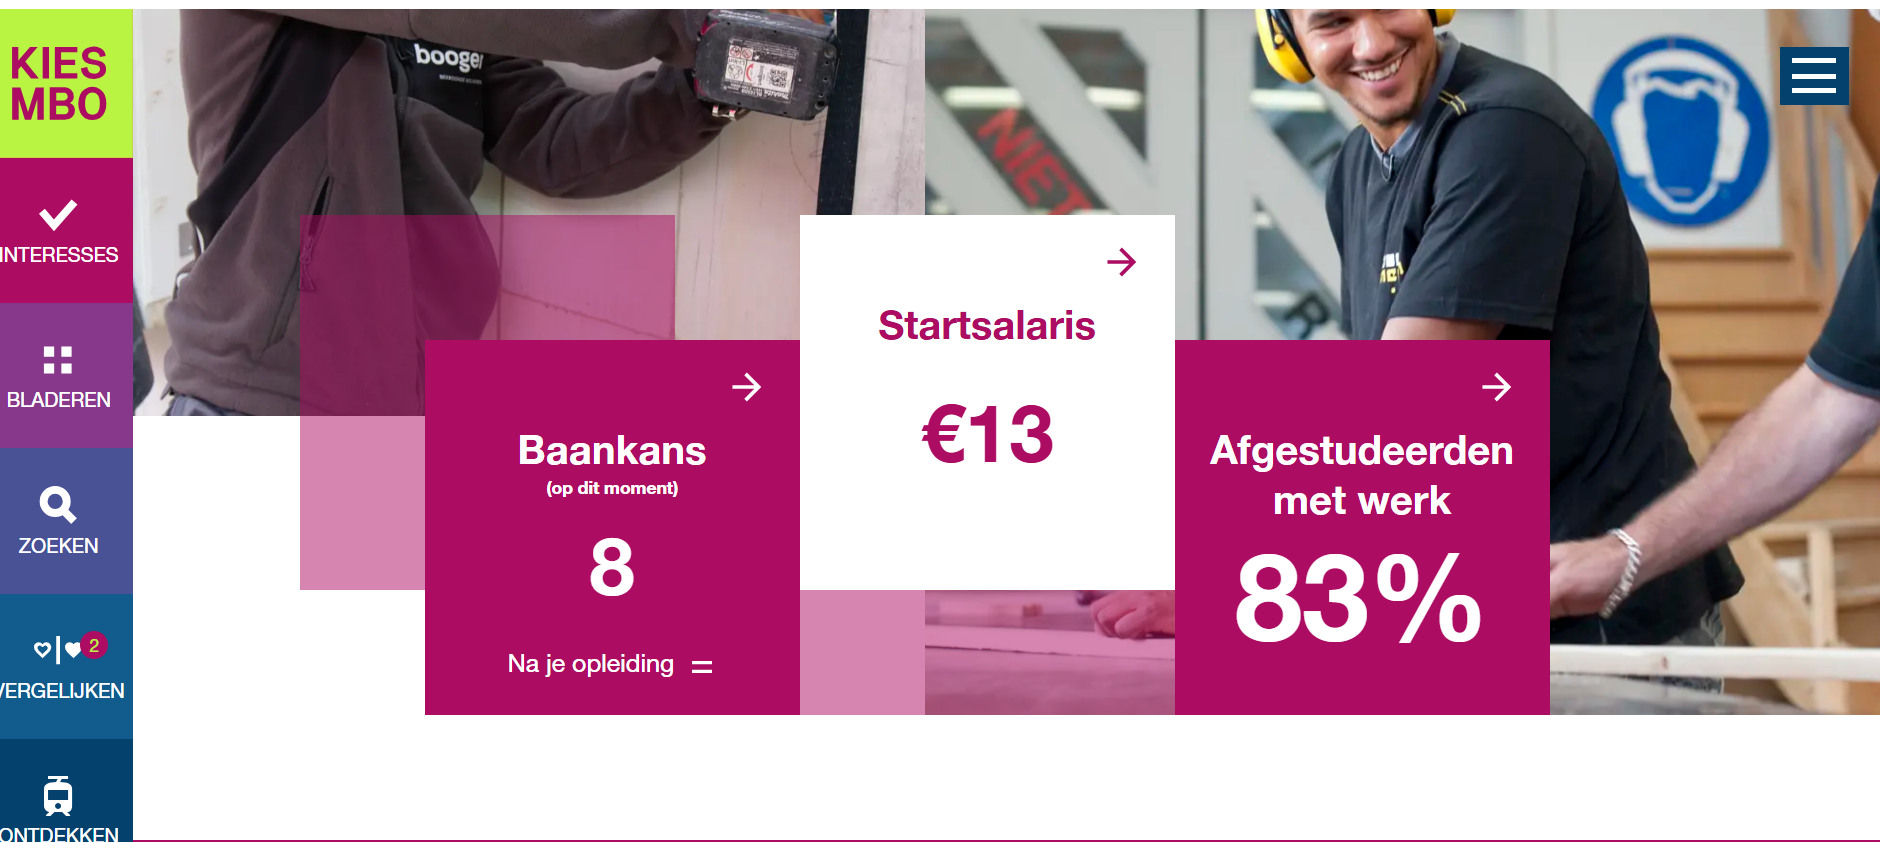 KIES
MBO
INTERESSES
BLADEREN
ZOEKEN
2
VERGELIJKEN
ONTDEKKEN
booge
NIET
R
Startsalaris
€13
Baankans
(op dit moment)
8
Na je opleiding =
Afgestudeerden
met werk
83%